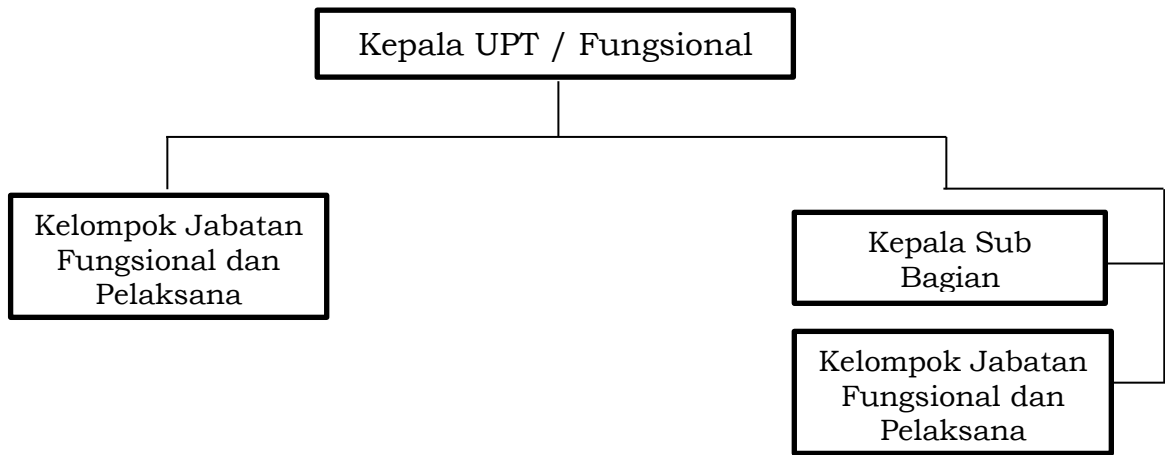 Kepala UPT / Fungsional
Kelompok Jabatan
Fungsional dan
Pelaksana
Kepala Sub
Bagian
Kelompok Jabatan
Fungsional dan
Pelaksana